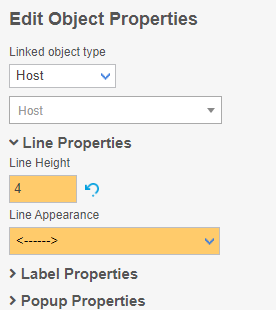 Edit Object Properties
Linked object type
Host
Host
Line Properties
Line Height
4
Line Appearance
<------>
Label Properties
Popup Properties